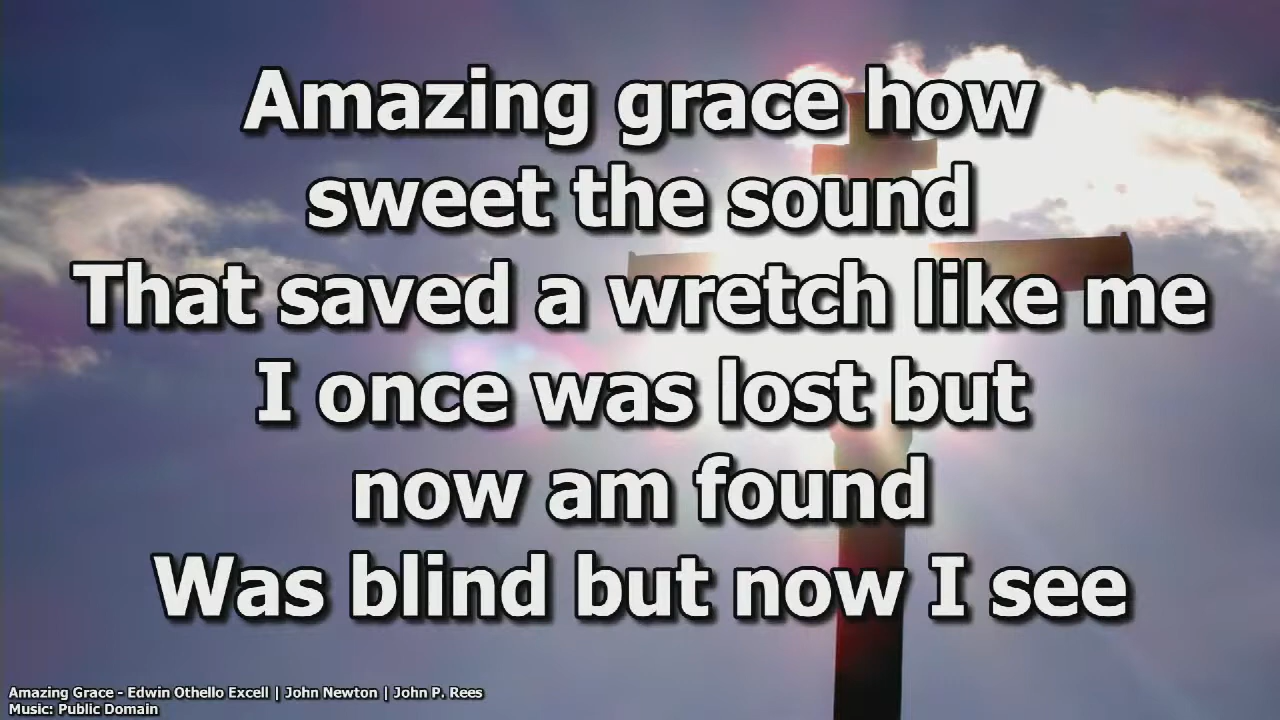 Amazing grace how
sweet the sound
That saved a wretch like me
I once was lost but
now am found
Was blind but now I see
Amazing Grace - Edwin Othello Excell | John Newton | John P. Rees
Music: Public Domain